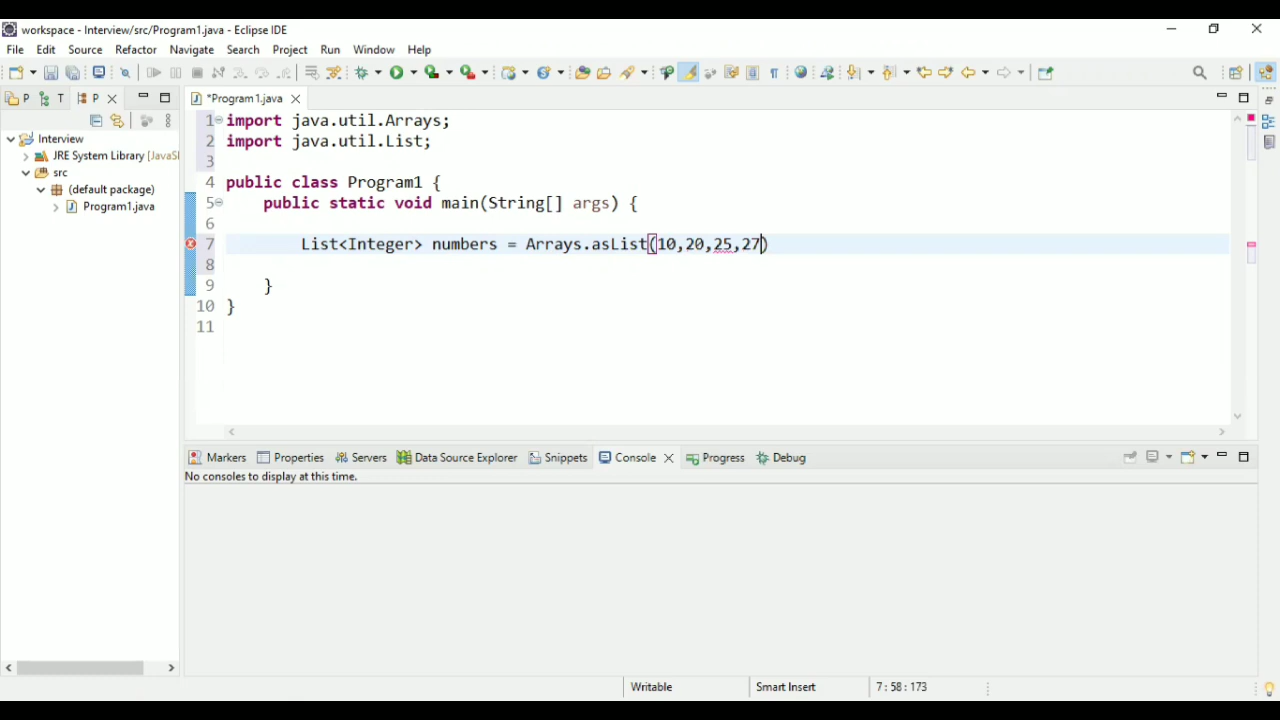 workspace - Interview/src/Program1.java - Eclipse IDE
File Edit Source Refactor Navigate Search Project Run Window Help
P T P *Program1.java
Interview
JRE System Library [JavaS
src
(default package)
Program1.java
1 import java.util.Arrays;
2 import java.util.List;
3
4 public class Program1 {
5 public static void main(String[] args) {
6
7 List<Integer> numbers = Arrays.asList(10,20,25,27)
8
9 }
10 }
11
Markers Properties Servers Data Source Explorer Snippets Console Progress Debug
No consoles to display at this time.
Writable Smart Insert 7 : 58 : 173